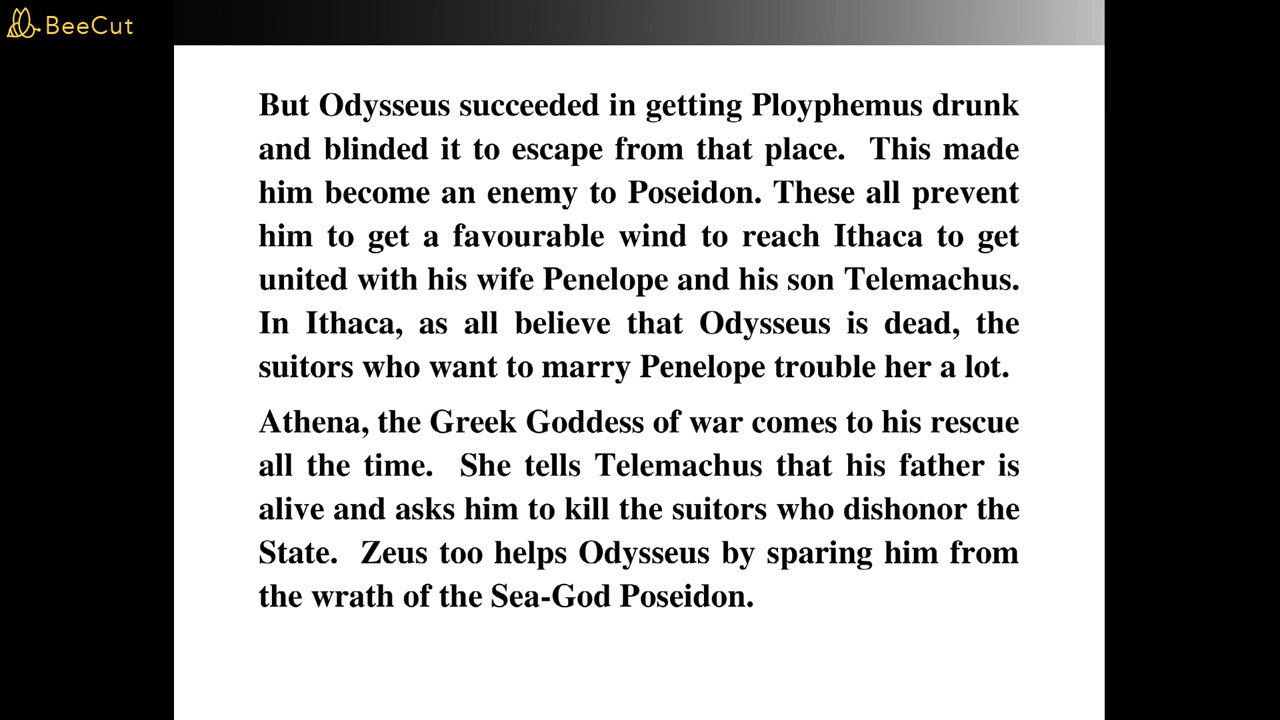 BeeCut
But Odysseus succeeded in getting Ployphemus drunk
and blinded it to escape from that place. This made
him become an enemy to Poseidon. These all prevent
him to get a favourable wind to reach Ithaca to get
united with his wife Penelope and his son Telemachus.
In Ithaca, as all believe that Odysseus is dead, the
suitors who want to marry Penelope trouble her a lot.
Athena, the Greek Goddess of war comes to his rescue
all the time. She tells Telemachus that his father is
alive and asks him to kill the suitors who dishonor the
State. Zeus too helps Odysseus by sparing him from
the wrath of the Sea-God Poseidon.